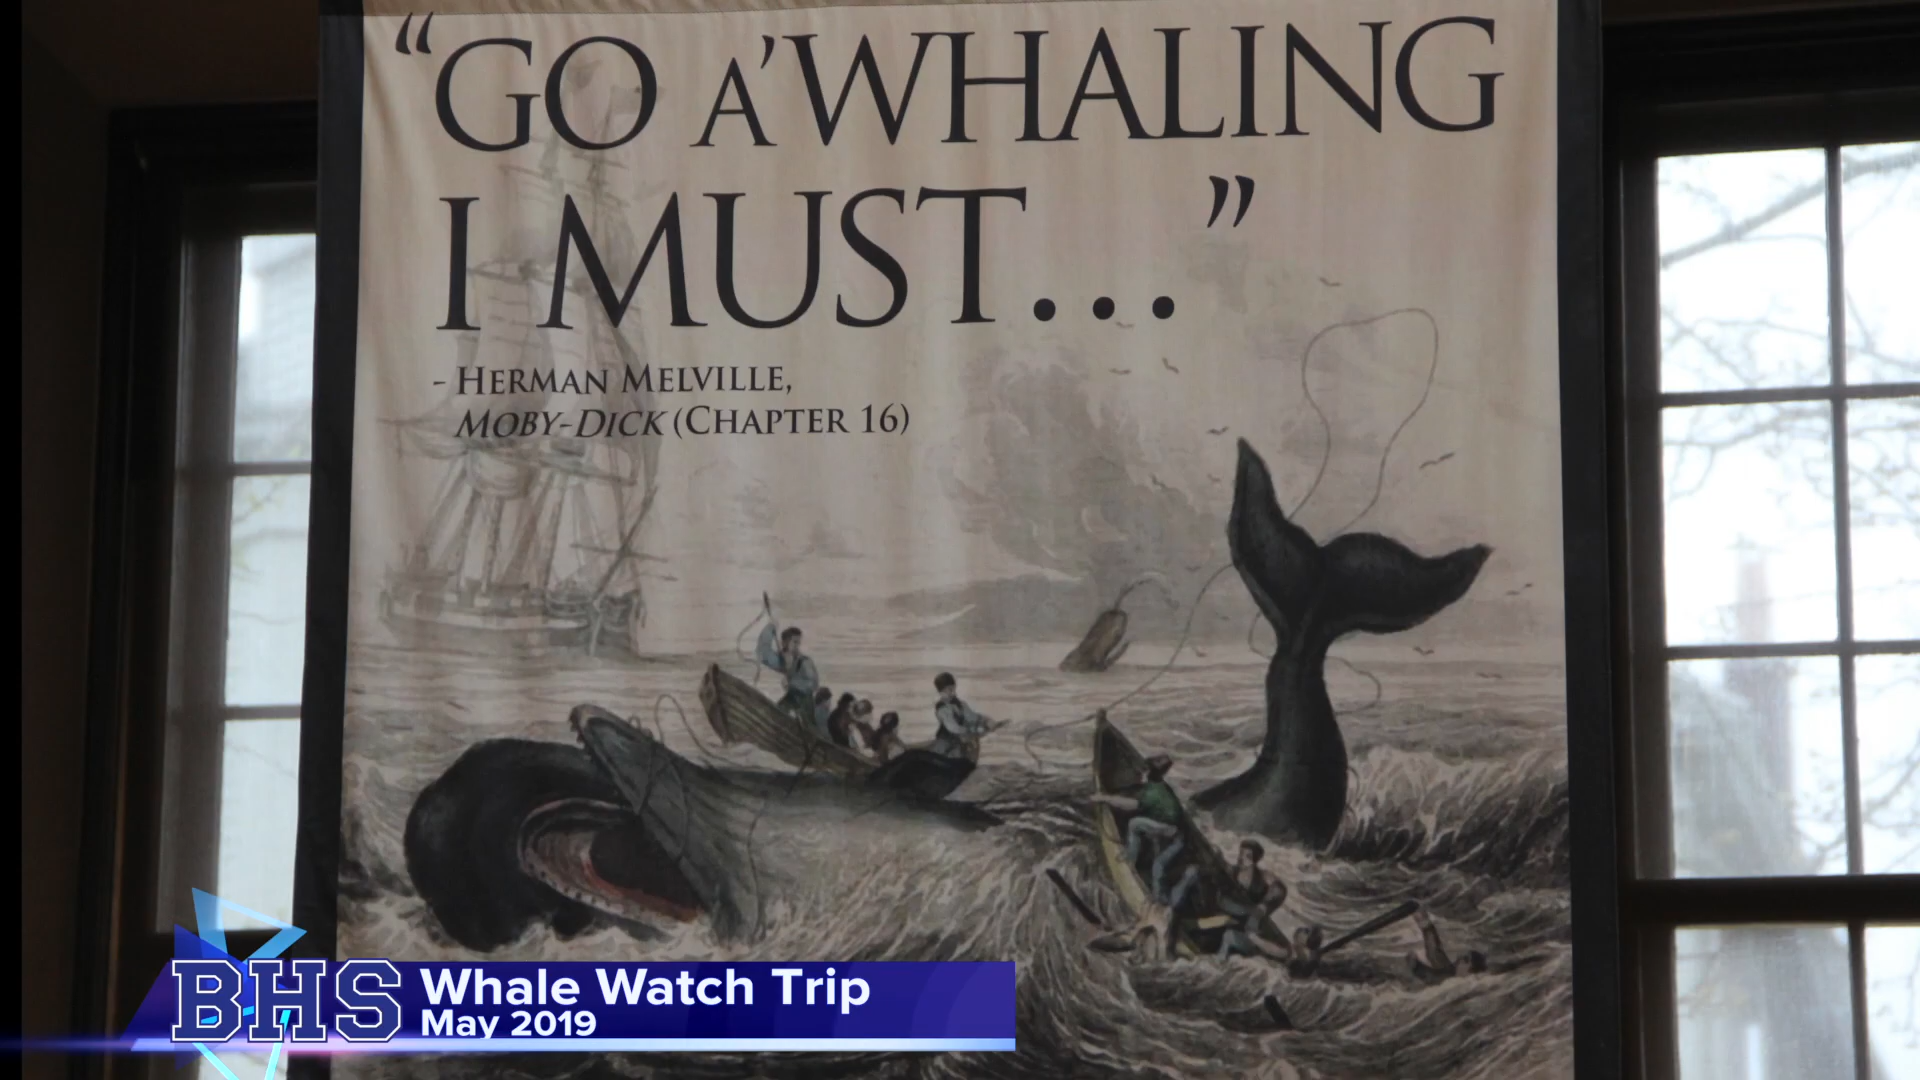 “GO A’WHALING
I MUST...”
- HERMAN MELVILLE,
MOBY-DICK (CHAPTER 16)
BHS
Whale Watch Trip
May 2019